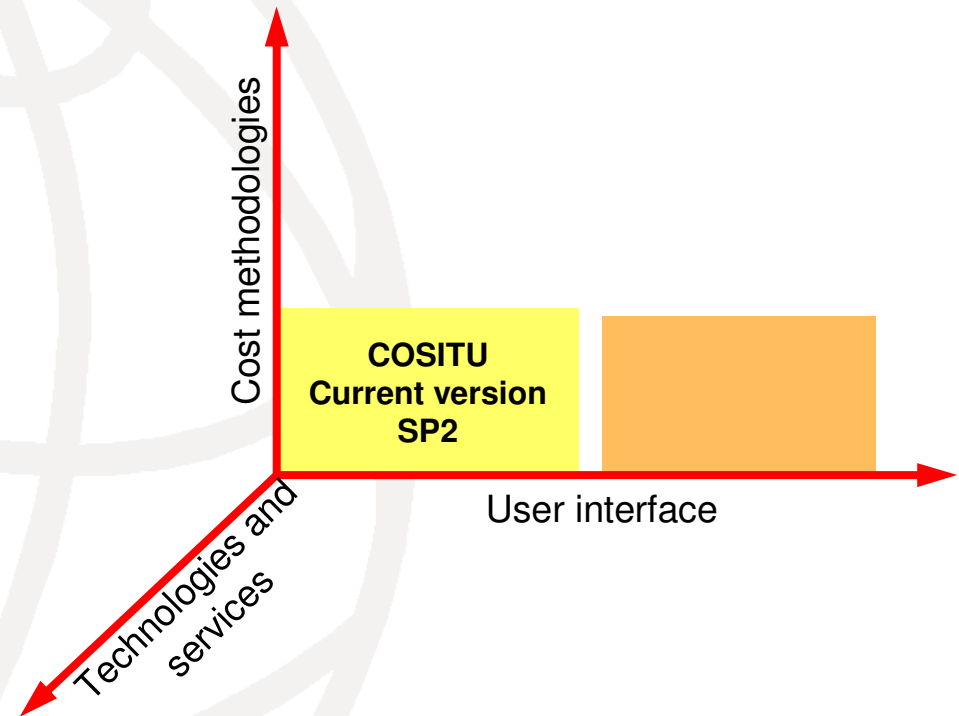 Cost methodologies
COSITU
Current version
SP2
User interface
Technologies and
services